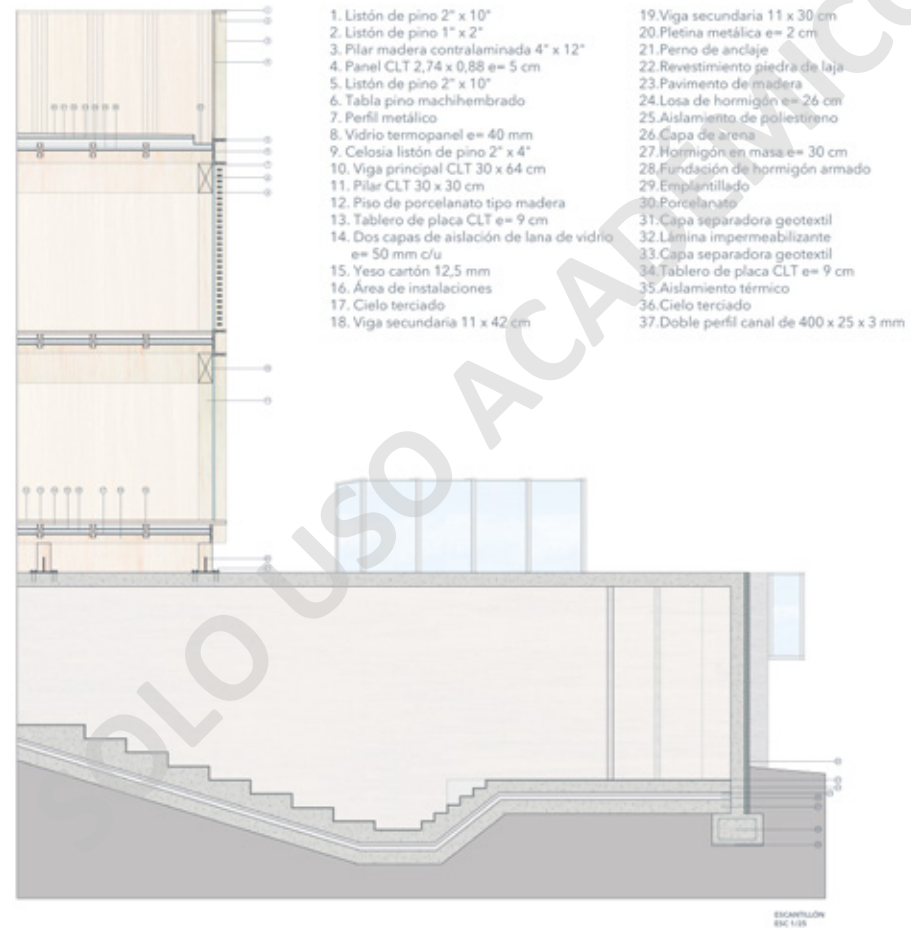 1. Listón de pino 2" x 10"
2. Listón de pino 1" x 2"
3. Pilar madera contralaminada 4" x 12"
4. Panel CLT 2,74 x 0,88 e= 5 cm
5. Listón de pino 2" x 10"
6. Tabla pino machihembrado
7. Perfil metálico
8. Vidrio termopanel e= 40 mm
9. Celosia listón de pino 2" x 4"
10. Viga principal CLT 30 x 64 cm
11. Pilar CLT 30 x 30 cm
12. Piso de porcelanato tipo madera
13. Tablero de placa CLT e= 9 cm
14. Dos capas de aislación de lana de vidrio
e= 50 mm c/u
15. Yeso cartón 12,5 mm
16. Área de instalaciones
17. Cielo terciado
18. Viga secundaria 11 x 42 cm
19.Viga secundaria 11 x 30 cm
20.Pletina metálica e= 2 cm
21.Perno de anclaje
22.Revestimiento piedra de laja
23.Pavimento de madera
24.Losa de hormigón e= 26 cm
25.Aislamiento de poliestireno
26.Capa de arena
27.Hormigón en masa e= 30 cm
28.Fundación de hormigón armado
29.Emplantillado
30.Porcelanato
31.Capa separadora geotextil
32.Lámina impermeabilizante
33.Capa separadora geotextil
34.Tablero de placa CLT e= 9 cm
35.Aislamiento térmico
36.Cielo terciado
37.Doble perfil canal de 400 x 25 x 3 mm
SOLO USO ACADÉMICO
ESCANTILLÓN
ESC 1/25